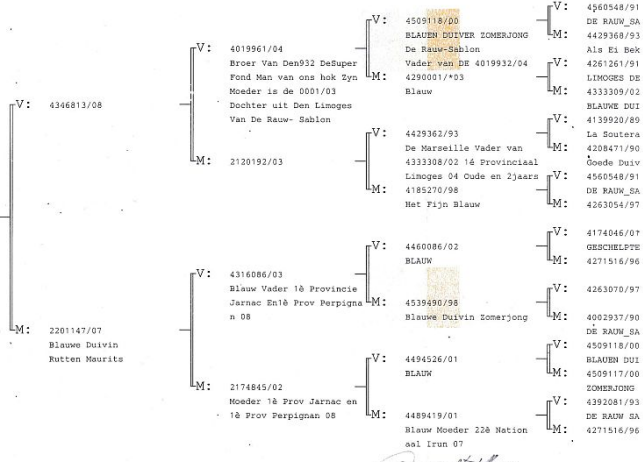 V: 4346813/08
M: 2201147/07
Blauwe Duivin
Rutten Maurits
V: 4019961/04
Broer Van Den932 DeSuper
Fond Man van ons hok Zyn
Moeder is de 0001/03
Dochter uit Den Limoges
Van De Rauw- Sablon
M: 2120192/03
V: 4316086/03
Blauw Vader 1è Provincie
Jarnac En1è Prov Perpigna
n 08
M: 2174845/02
Moeder 1è Prov Jarnac en
1è Prov Perpignan 08
V: 4509118/00
BLAUEN DUIVER ZOMERJONG
De Rauw-Sablon
Vader van DE 4019932/04
M: 4290001/*03
Blauw
V: 4429362/93
De Marseille Vader van
4333308/02 1é Provinciaal
Limoges 04 Oude en 2jaars
M: 4185270/98
Het Fijn Blauw
V: 4460086/02
BLAUW
M: 4539490/98
Blauwe Duivin Zomerjong
V: 4494526/01
BLAUW
M: 4489419/01
Blauw Moeder 22è Nation
aal Irun 07
V: 4560548/91
DE RAUW_SA
M: 4429368/93
Als Ei Bek
V: 4261261/91
LIMOGES DE
M: 4333309/02
BLAUWE DUI
V: 4139920/89
La Soutera
M: 4208471/90
Goede Duiv
V: 4560548/91
DE RAUW_SA
M: 4263054/97
V: 4174046/01
GESCHELPTE
M: 4271516/96
V: 4263070/97
M: 4002937/90
DE RAUW_SA
V: 4509118/00
BLAUEN DUI
M: 4509117/00
ZOMERJONG
V: 4392081/93
DE RAUW SA
M: 4271516/96